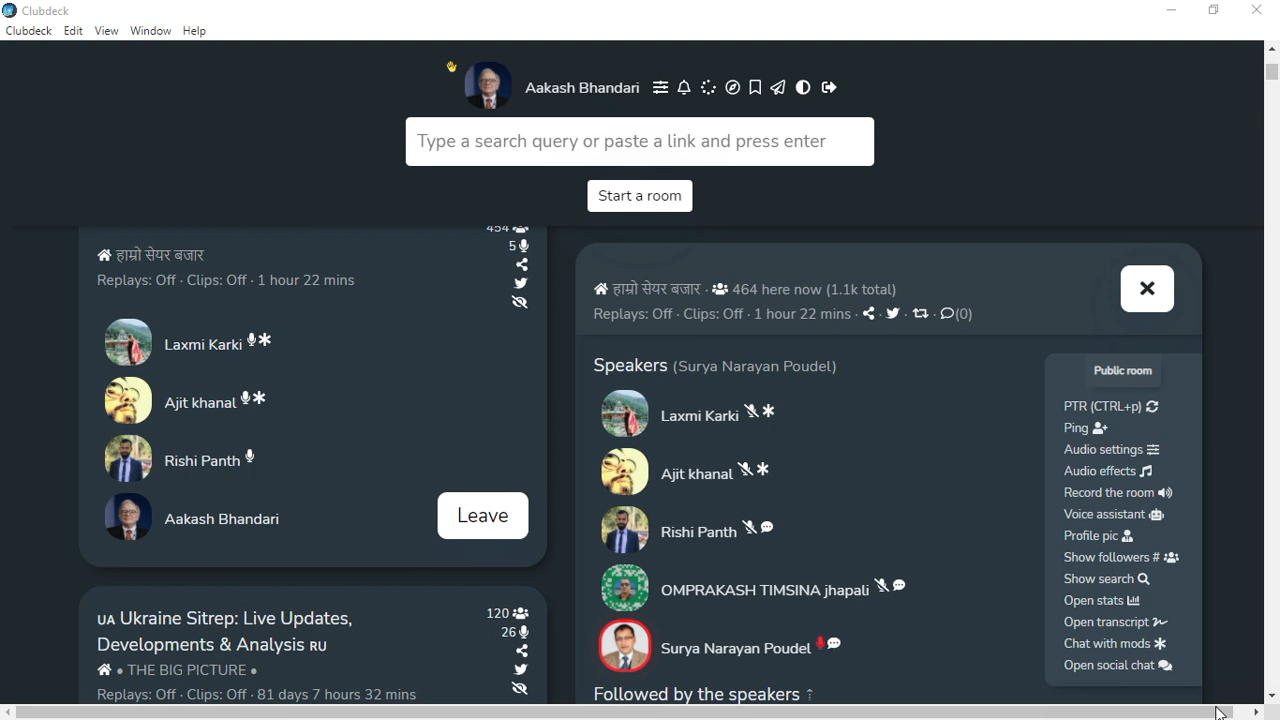 Clubdeck
Clubdeck Edit View Window Help
Aakash Bhandari
Type a search query or paste a link and press enter
Start a room
454
5
हाम्रो सेयर बजार
Replays: Off · Clips: Off · 1 hour 22 mins
Laxmi Karki
Ajit khanal
Rishi Panth
Aakash Bhandari
Leave
UA Ukraine Sitrep: Live Updates,
Developments & Analysis RU
120
26
• THE BIG PICTURE •
Replays: Off · Clips: Off · 81 days 7 hours 32 mins
हाम्रो सेयर बजार · 464 here now (1.1k total)
Replays: Off · Clips: Off · 1 hour 22 mins · · · · (0)
Speakers (Surya Narayan Poudel)
Laxmi Karki
Ajit khanal
Rishi Panth
OMPRAKASH TIMSINA jhapali
Surya Narayan Poudel
Followed by the speakers ↑
Public room
PTR (CTRL+p)
Ping
Audio settings
Audio effects
Record the room
Voice assistant
Profile pic
Show followers #
Show search
Open stats
Open transcript
Chat with mods
Open social chat